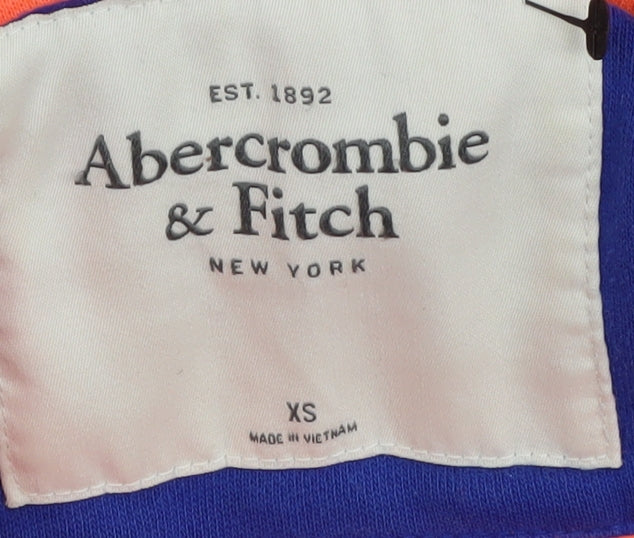 EST. 1892
Abercrombie
& Fitch
NEW YORK
XS
MADE IN VIETNAM